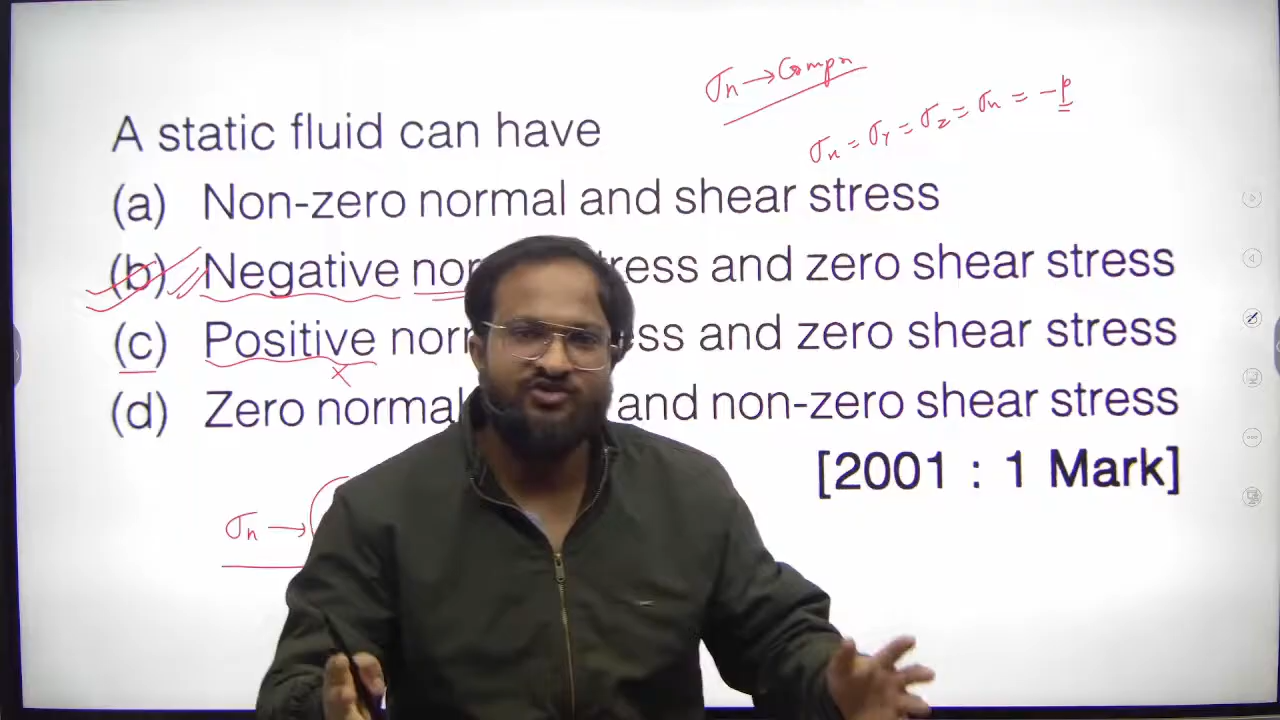 σn → Compn
σx = σy = σz = σn = -p
A static fluid can have
(a) Non-zero normal and shear stress
(b) Negative nor tress and zero shear stress
(c) Positive norm ess and zero shear stress
(d) Zero normal and non-zero shear stress
[2001 : 1 Mark]
σn →